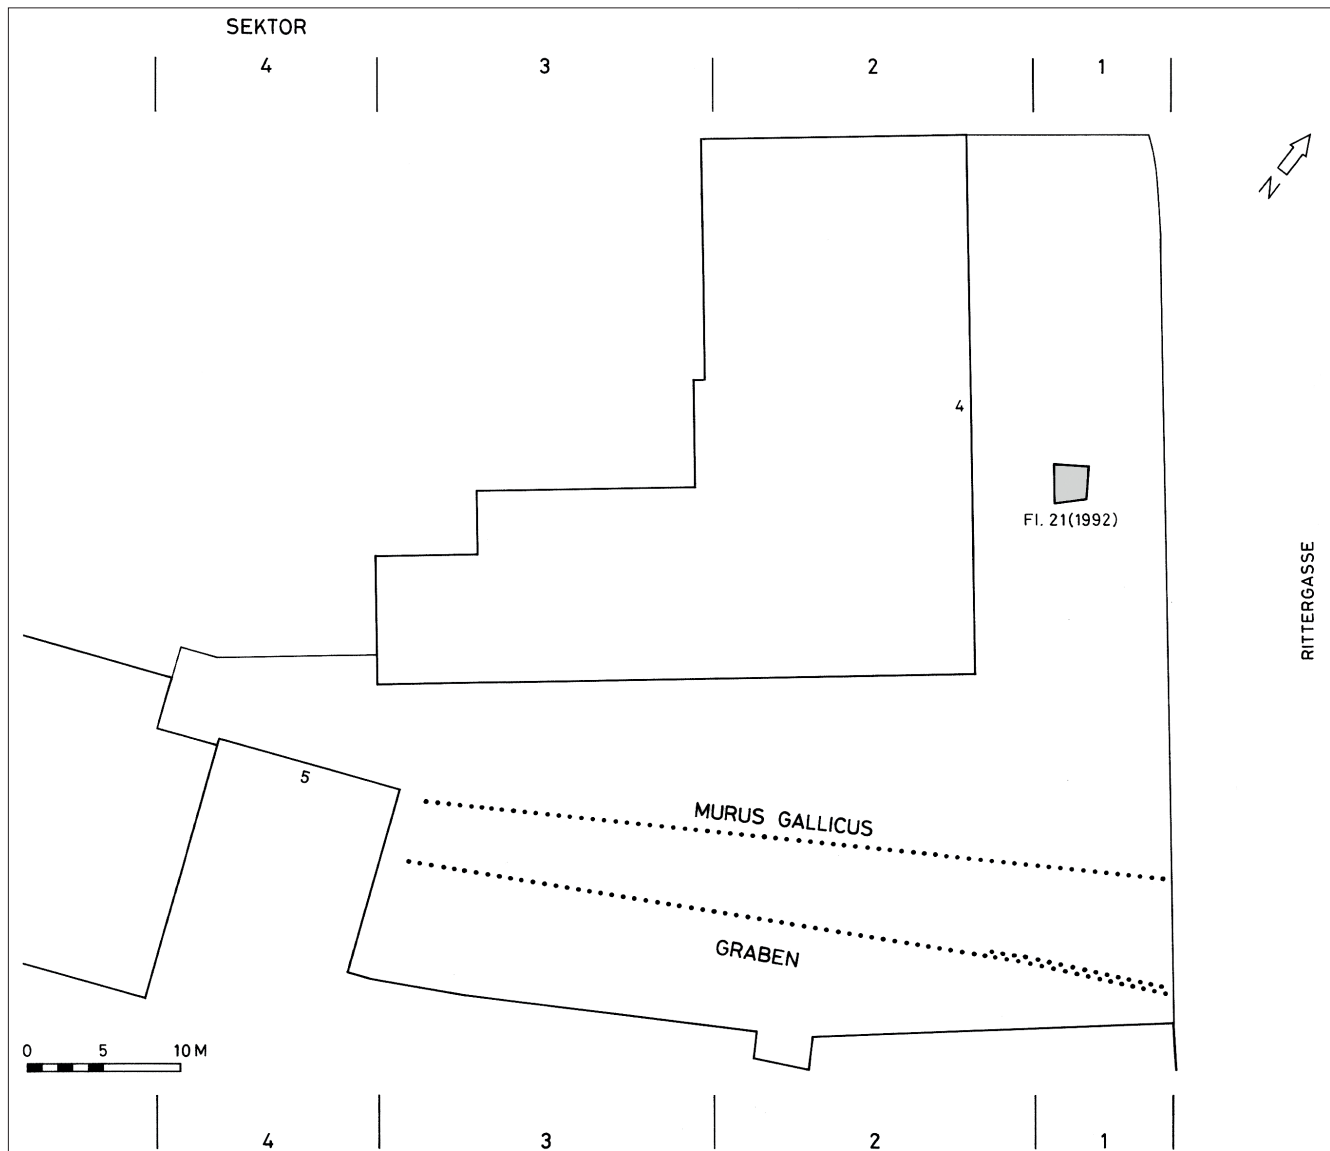 SEKTOR
4 3 2 1
N
4
Fl. 21(1992)
RITTERGASSE
5
MURUS GALLICUS
GRABEN
0 5 10 M
4 3 2 1